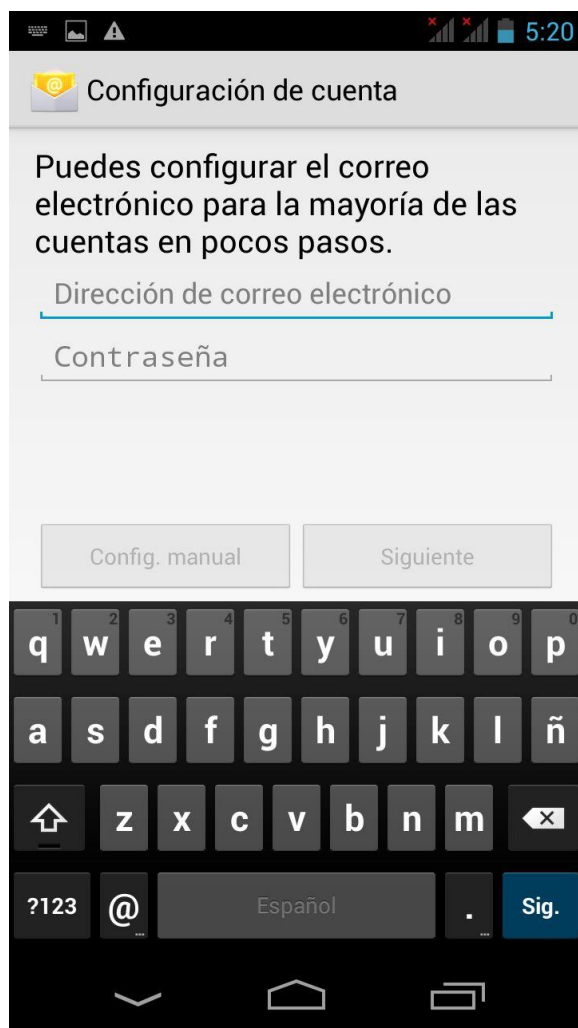 5:20
Configuración de cuenta
Puedes configurar el correo
electrónico para la mayoría de las
cuentas en pocos pasos.
Dirección de correo electrónico
Contraseña
Config. manual Siguiente
1 2 3 4 5 6 7 8 9 0
q w e r t y u i o p
a s d f g h j k l ñ
z x c v b n m
?123 @ Español . Sig.